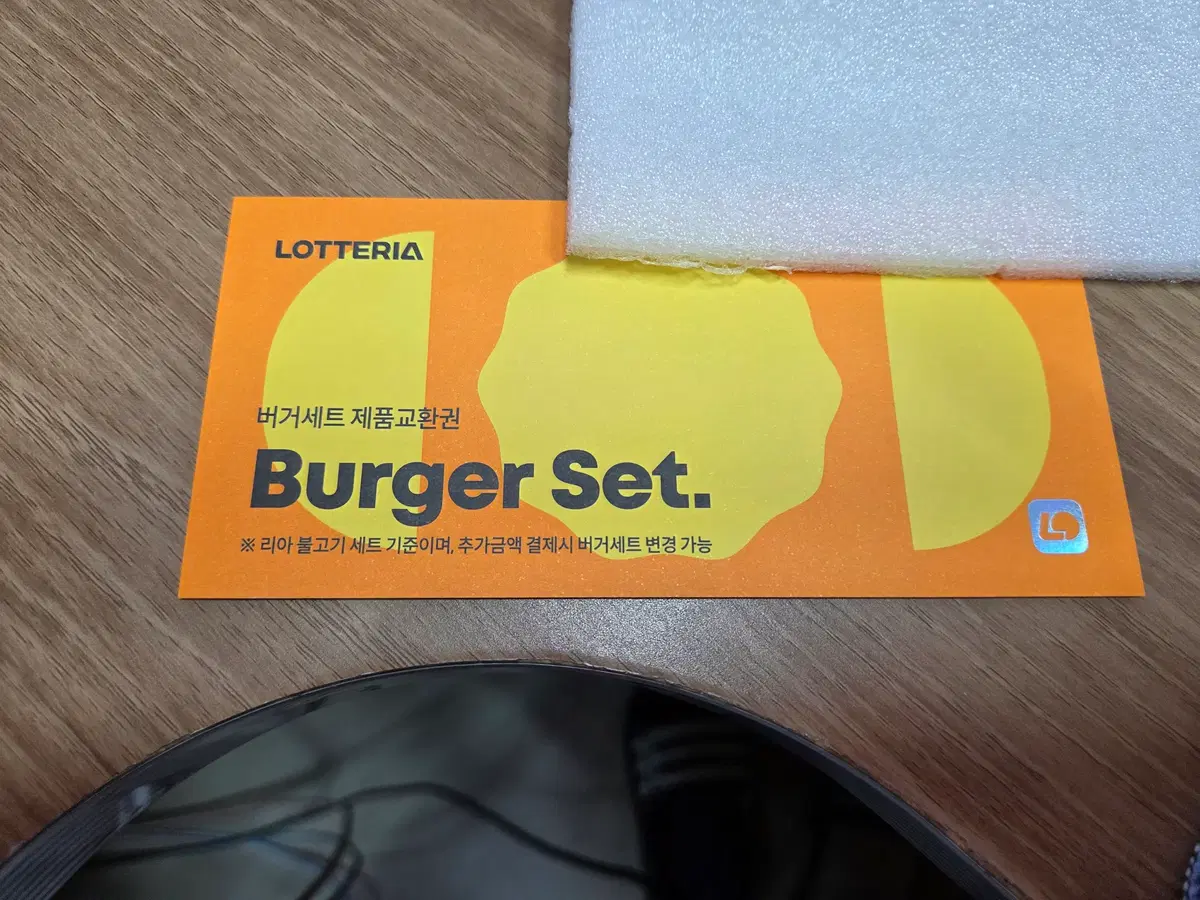 LOTTERIA
버거세트 제품교환권
Burger Set.
※ 리아 불고기 세트 기준이며, 추가금액 결제시 버거세트 변경 가능